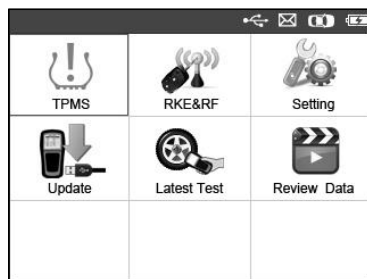 TPMS
RKE&RF
Setting
Update
Latest Test
Review Data